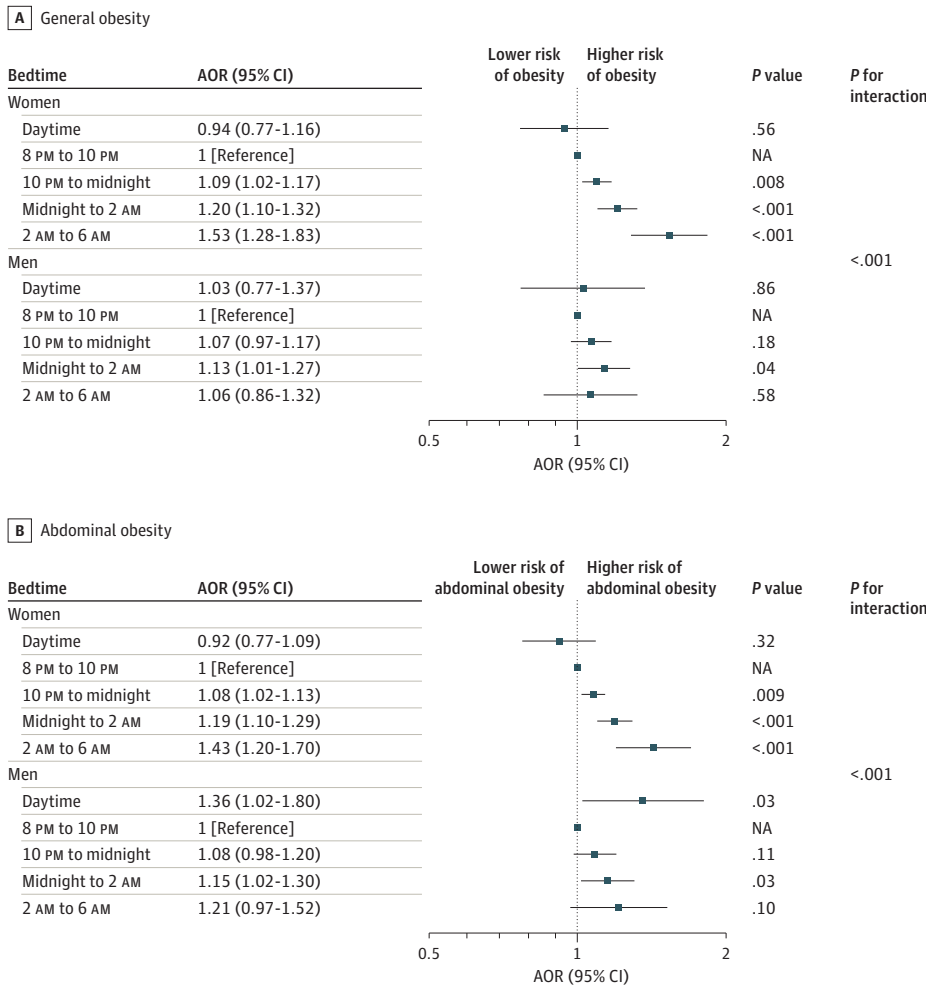 A General obesity
Lower risk of obesity Higher risk of obesity
Bedtime AOR (95% CI) P value P for interaction
Women
Daytime 0.94 (0.77-1.16) .56
8 PM to 10 PM 1 [Reference] NA
10 PM to midnight 1.09 (1.02-1.17) .008
Midnight to 2 AM 1.20 (1.10-1.32) <.001
2 AM to 6 AM 1.53 (1.28-1.83) <.001
Men <.001
Daytime 1.03 (0.77-1.37) .86
8 PM to 10 PM 1 [Reference] NA
10 PM to midnight 1.07 (0.97-1.17) .18
Midnight to 2 AM 1.13 (1.01-1.27) .04
2 AM to 6 AM 1.06 (0.86-1.32) .58
0.5 1 2
AOR (95% CI)
B Abdominal obesity
Lower risk of abdominal obesity Higher risk of abdominal obesity
Bedtime AOR (95% CI) P value P for interaction
Women
Daytime 0.92 (0.77-1.09) .32
8 PM to 10 PM 1 [Reference] NA
10 PM to midnight 1.08 (1.02-1.13) .009
Midnight to 2 AM 1.19 (1.10-1.29) <.001
2 AM to 6 AM 1.43 (1.20-1.70) <.001
Men <.001
Daytime 1.36 (1.02-1.80) .03
8 PM to 10 PM 1 [Reference] NA
10 PM to midnight 1.08 (0.98-1.20) .11
Midnight to 2 AM 1.15 (1.02-1.30) .03
2 AM to 6 AM 1.21 (0.97-1.52) .10
0.5 1 2
AOR (95% CI)